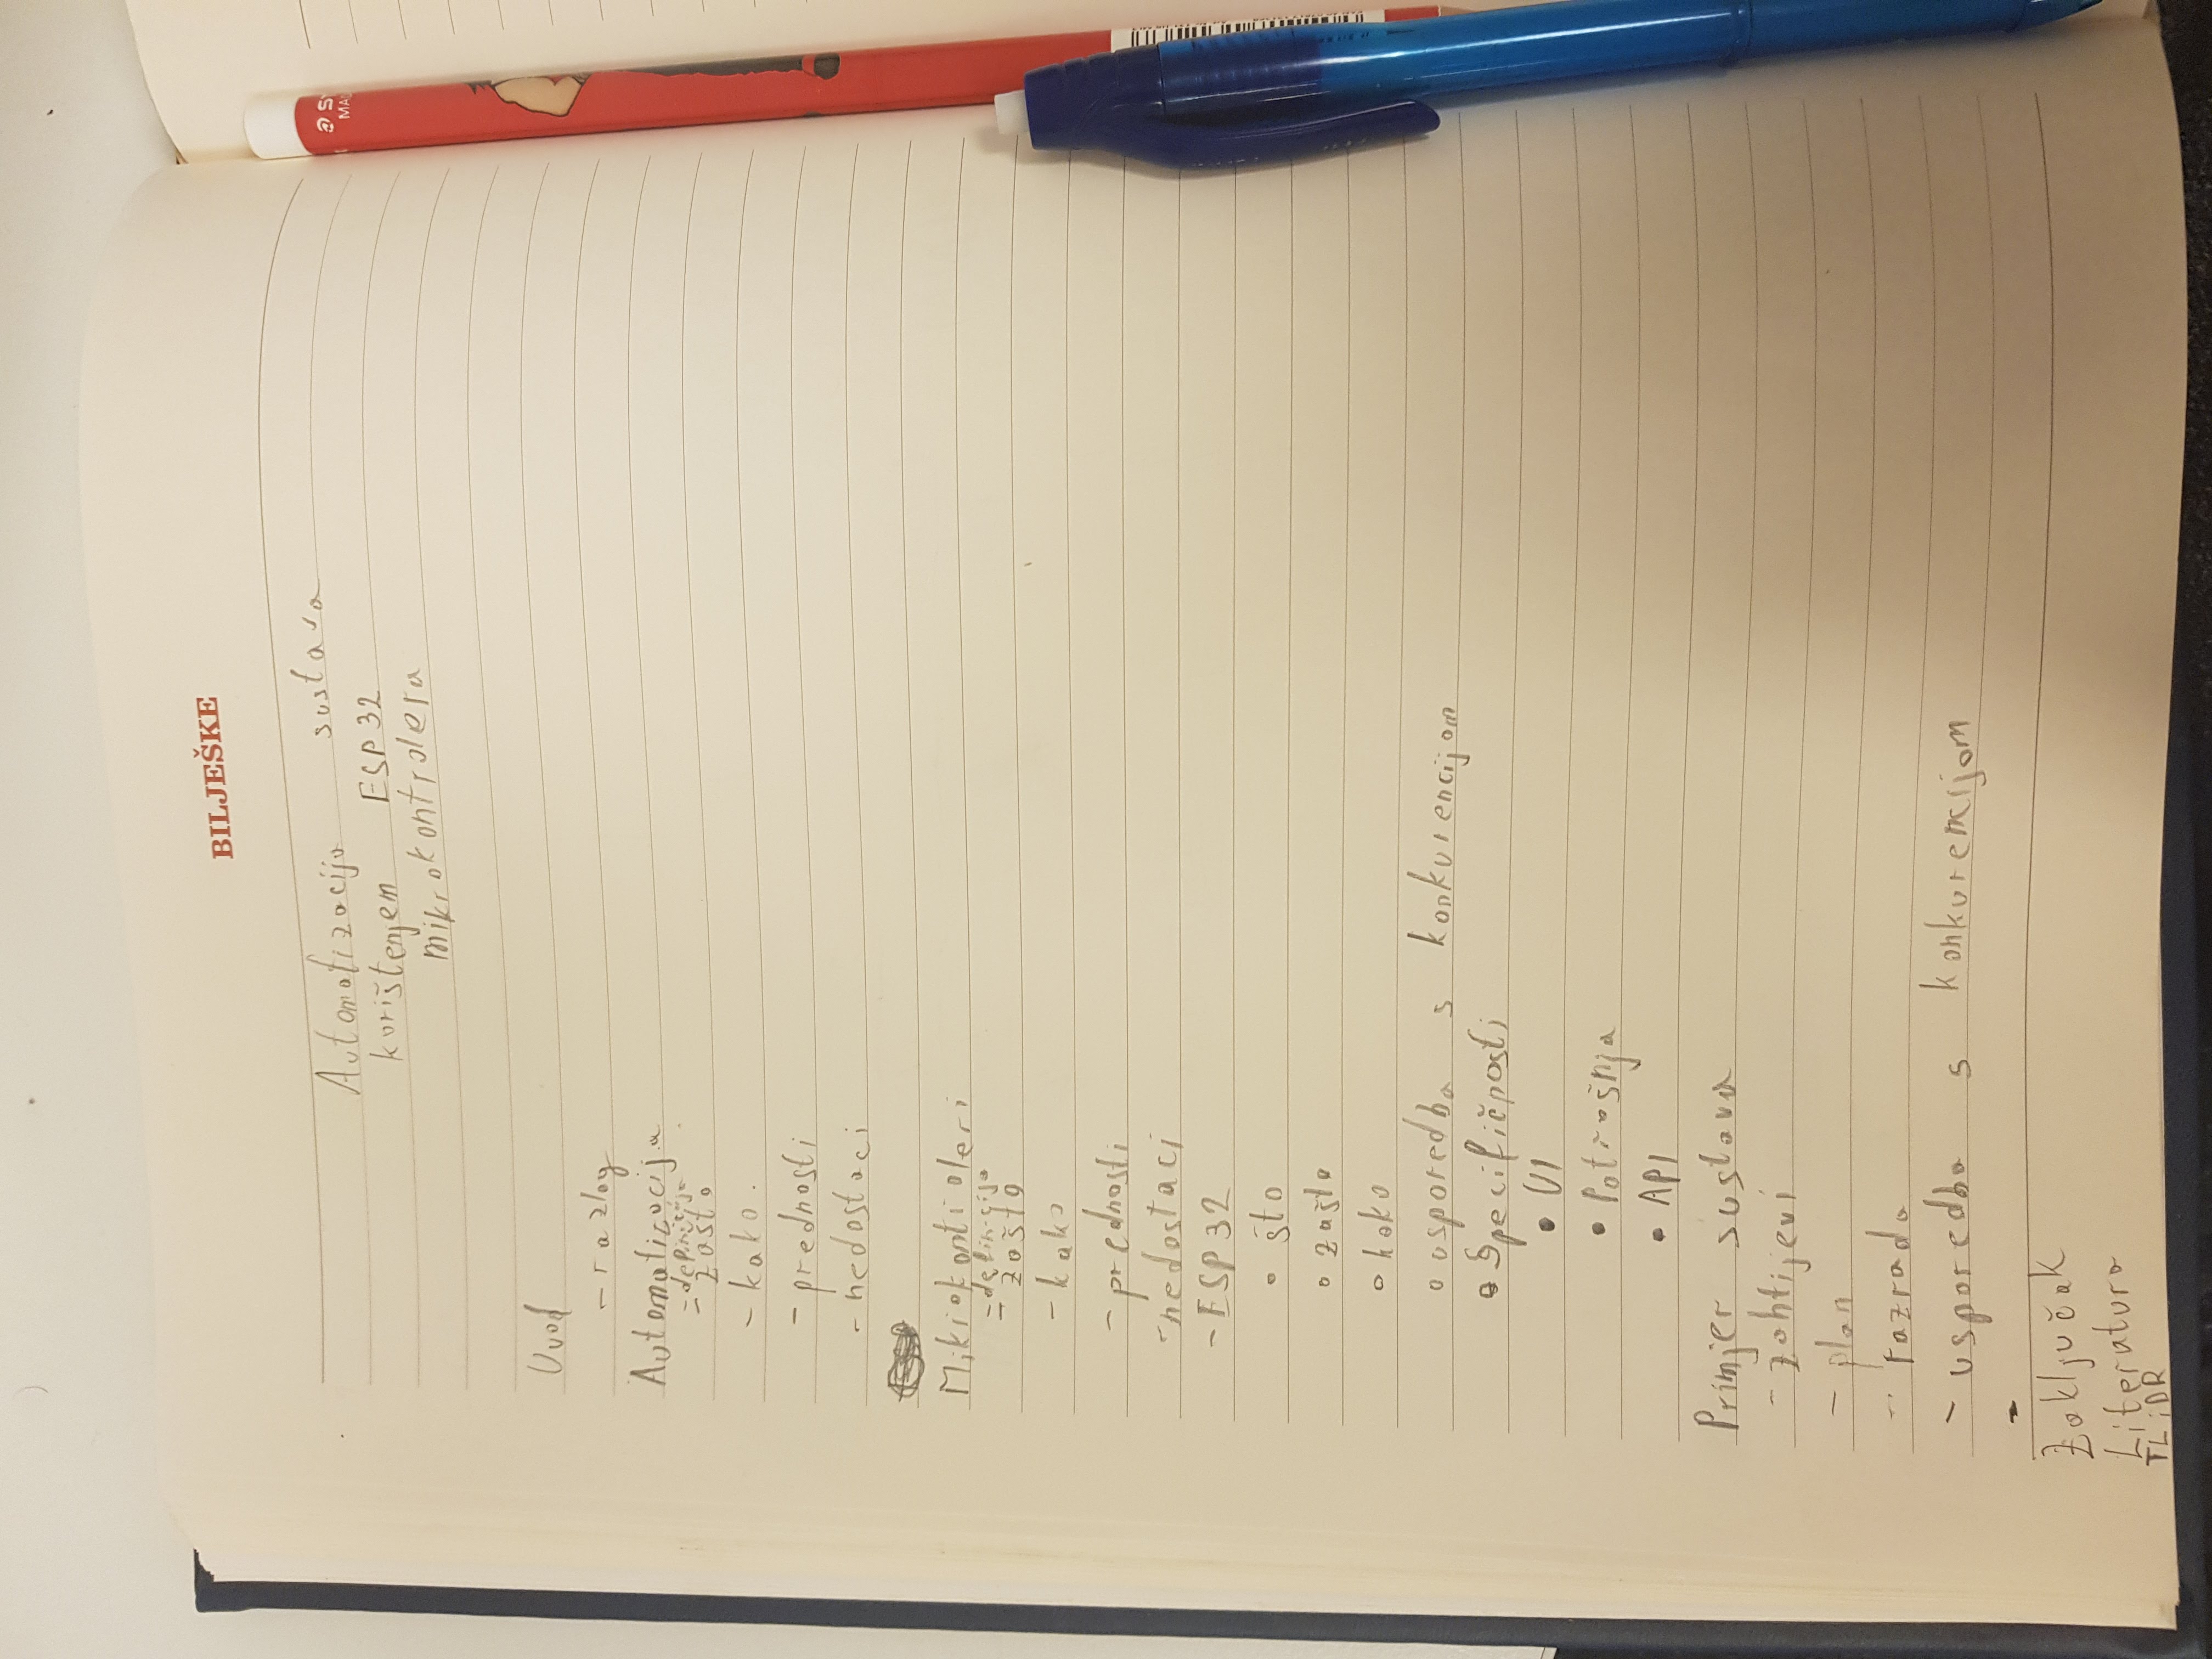 BILJEŠKE
Automatizacija sustava
korištenjem ESP32
mikrokontrolera
Uvod
- razlog
Automatizacija
- definicija
- zašto
- kako.
- prednosti
- nedostaci
Mikrokontroleri
- definicija
- zašto
- kako
- prednosti
- nedostaci
- ESP32
• što
• zašto
• kako
• usporedba s konkurencijom
• Specifičnosti
• UI
• Potrošnja
• API
Primjer sustava
- zahtijevi
- plan
- razrada
- usporedba s konkurencijom
-
Zaključak
Literatura
TL;DR